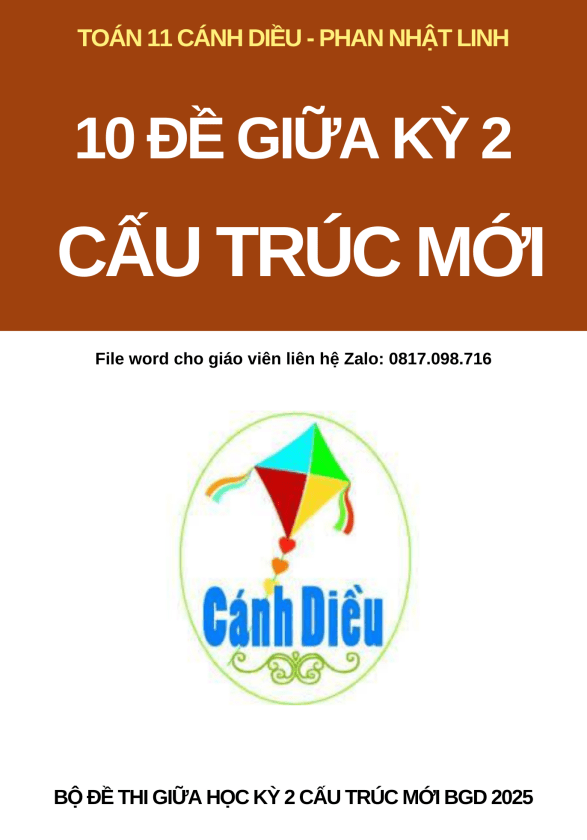 TOÁN 11 CÁNH DIỀU - PHAN NHẬT LINH
10 ĐỀ GIỮA KỲ 2
CẤU TRÚC MỚI
File word cho giáo viên liên hệ Zalo: 0817.098.716
Cánh Diều
BỘ ĐỀ THI GIỮA HỌC KỲ 2 CẤU TRÚC MỚI BGD 2025